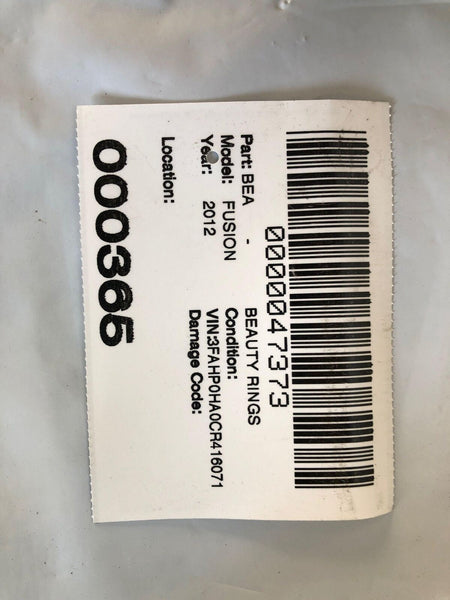 0000047373
Part: BEA - BEAUTY RINGS
Model: FUSION Condition:
Year: 2012 VIN:3FAHP0HA0CR416071
Damage Code:
Location:
000365